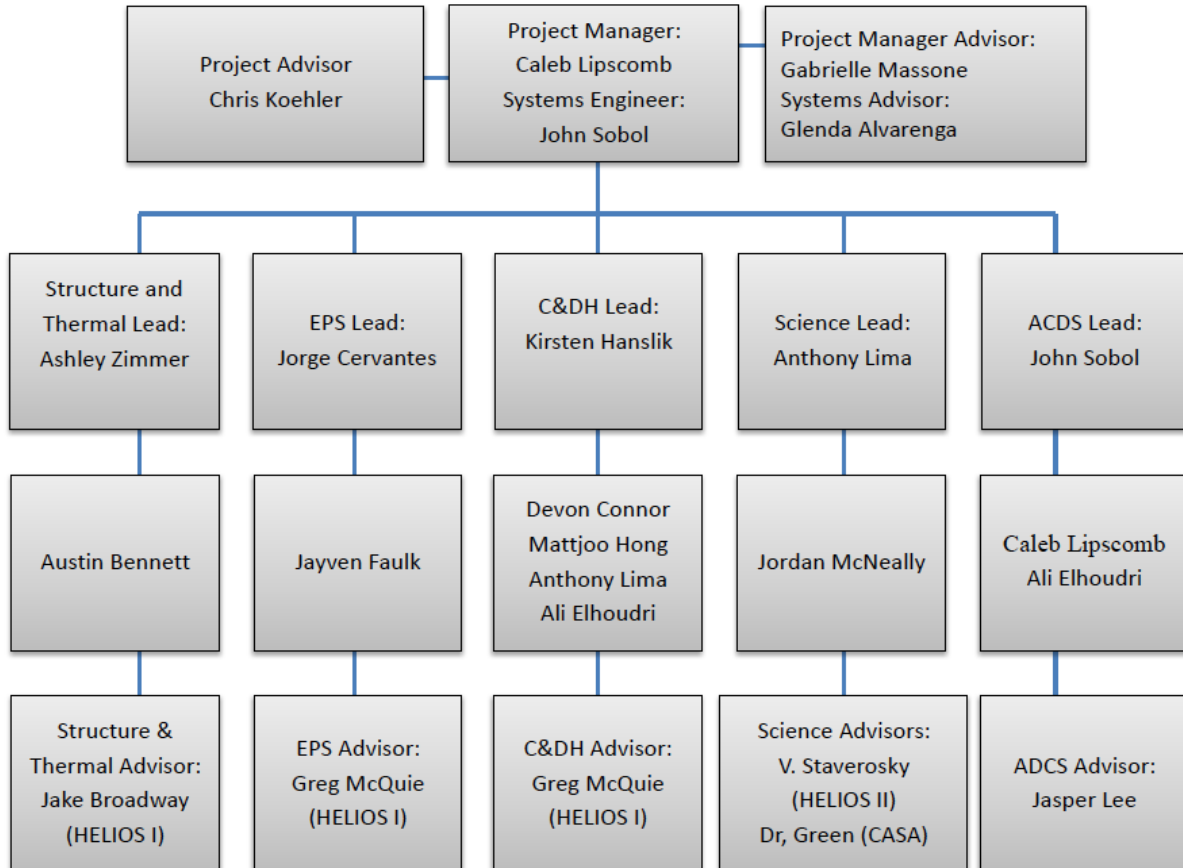 Project Advisor
Chris Koehler
Project Manager:
Caleb Lipscomb
Systems Engineer:
John Sobol
Project Manager Advisor:
Gabrielle Massone
Systems Advisor:
Glenda Alvarenga
Structure and
Thermal Lead:
Ashley Zimmer
EPS Lead:
Jorge Cervantes
C&DH Lead:
Kirsten Hanslik
Science Lead:
Anthony Lima
ACDS Lead:
John Sobol
Austin Bennett
Jayven Faulk
Devon Connor
Mattjoo Hong
Anthony Lima
Ali Elhoudri
Jordan McNeally
Caleb Lipscomb
Ali Elhoudri
Structure &
Thermal Advisor:
Jake Broadway
(HELIOS I)
EPS Advisor:
Greg McQuie
(HELIOS I)
C&DH Advisor:
Greg McQuie
(HELIOS I)
Science Advisors:
V. Staverosky
(HELIOS II)
Dr, Green (CASA)
ADCS Advisor:
Jasper Lee